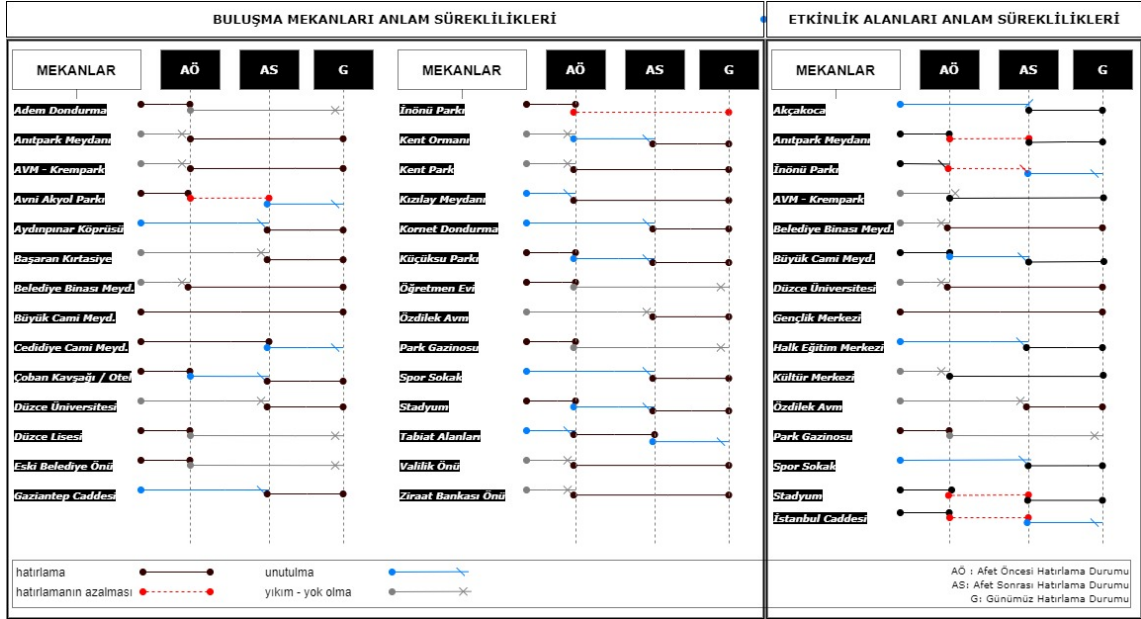 BULUŞMA MEKANLARI ANLAM SÜREKLİLİKLERİ
ETKİNLİK ALANLARI ANLAM SÜREKLİLİKLERİ
MEKANLAR AÖ AS G
Adem Dondurma
Anıtpark Meydanı
AVM - Krempark
Avni Akyol Parkı
Aydınpınar Köprüsü
Başaran Kırtasiye
Belediye Binası Meyd.
Büyük Cami Meyd.
Cedidiye Cami Meyd.
Çoban Kavşağı / Otel
Düzce Üniversitesi
Düzce Lisesi
Eski Belediye Önü
Gaziantep Caddesi
MEKANLAR AÖ AS G
İnönü Parkı
Kent Ormanı
Kent Park
Kızılay Meydanı
Kornet Dondurma
Küçüksu Parkı
Öğretmen Evi
Özdilek Avm
Park Gazinosu
Spor Sokak
Stadyum
Tabiat Alanları
Valilik Önü
Ziraat Bankası Önü
MEKANLAR AÖ AS G
Akçakoca
Anıtpark Meydanı
İnönü Parkı
AVM - Krempark
Belediye Binası Meyd.
Büyük Cami Meyd.
Düzce Üniversitesi
Gençlik Merkezi
Halk Eğitim Merkezi
Kültür Merkezi
Özdilek Avm
Park Gazinosu
Spor Sokak
Stadyum
İstanbul Caddesi
hatırlama
hatırlamanın azalması
unutulma
yıkım - yok olma
AÖ : Afet Öncesi Hatırlama Durumu
AS: Afet Sonrası Hatırlama Durumu
G: Günümüz Hatırlama Durumu